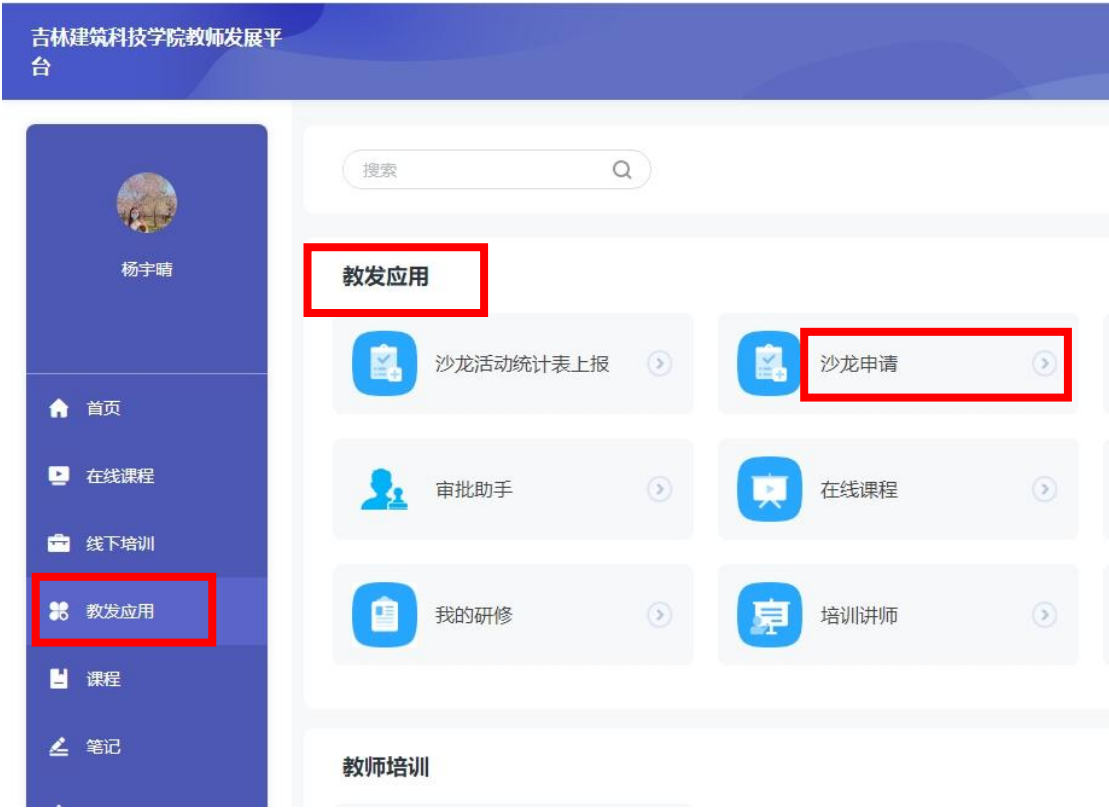 吉林建筑科技学院教师发展平
台
杨宇晴
首页
在线课程
线下培训
教发应用
课程
笔记
搜索
教发应用
沙龙活动统计表上报
沙龙申请
审批助手
在线课程
我的研修
培训讲师
教师培训